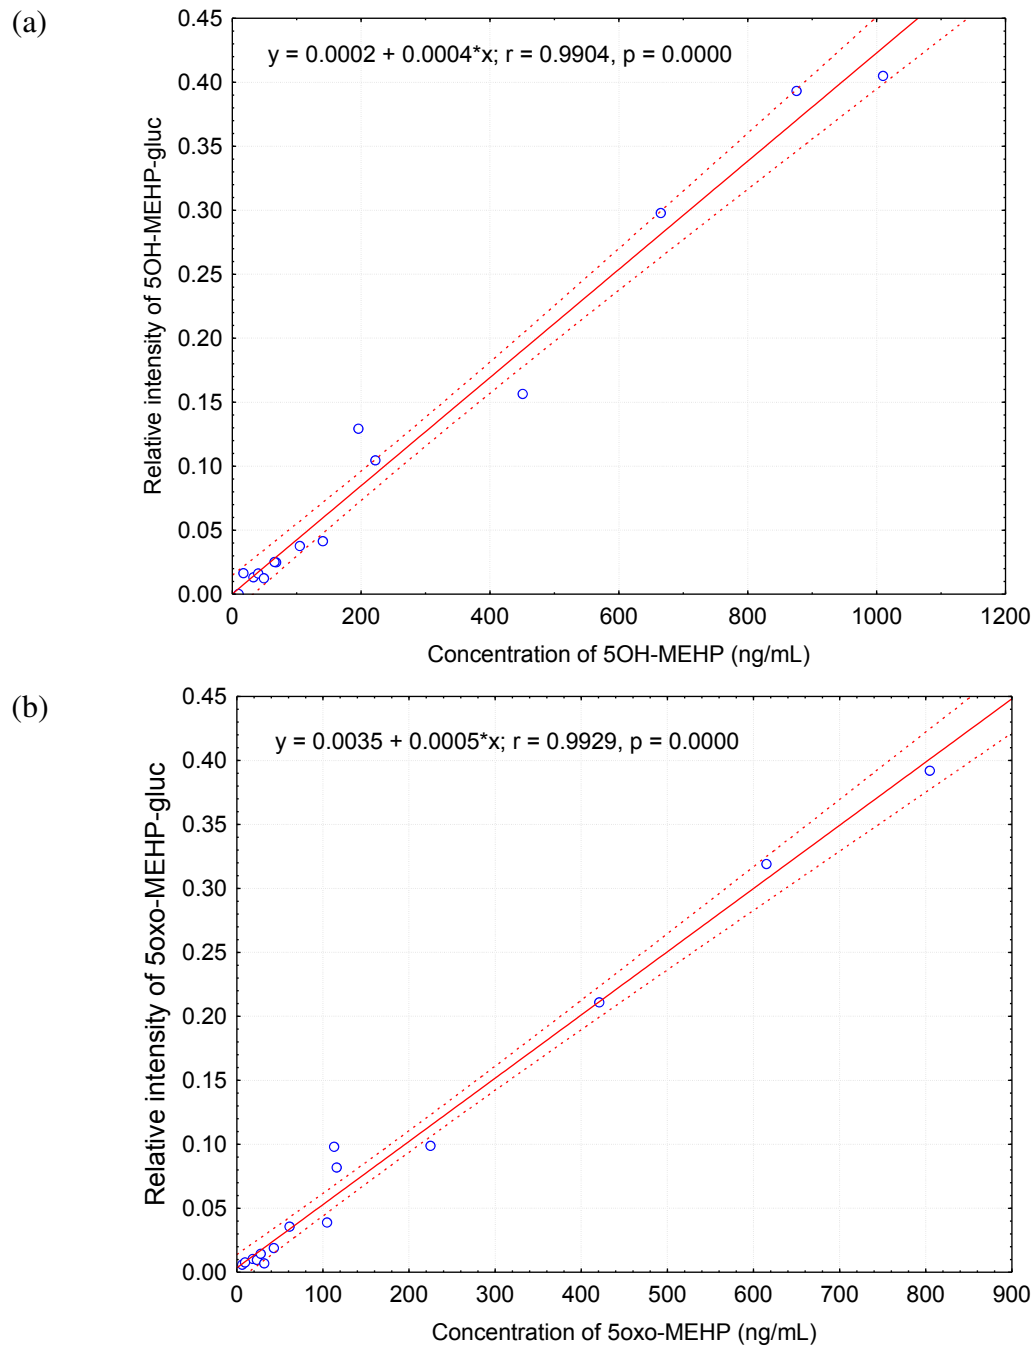 (a)
y = 0.0002 + 0.0004*x; r = 0.9904, p = 0.0000
Relative intensity of 5OH-MEHP-gluc
0.45
0.40
0.35
0.30
0.25
0.20
0.15
0.10
0.05
0.00
0 200 400 600 800 1000 1200
Concentration of 5OH-MEHP (ng/mL)
(b)
y = 0.0035 + 0.0005*x; r = 0.9929, p = 0.0000
Relative intensity of 5oxo-MEHP-gluc
0.45
0.40
0.35
0.30
0.25
0.20
0.15
0.10
0.05
0.00
0 100 200 300 400 500 600 700 800 900
Concentration of 5oxo-MEHP (ng/mL)